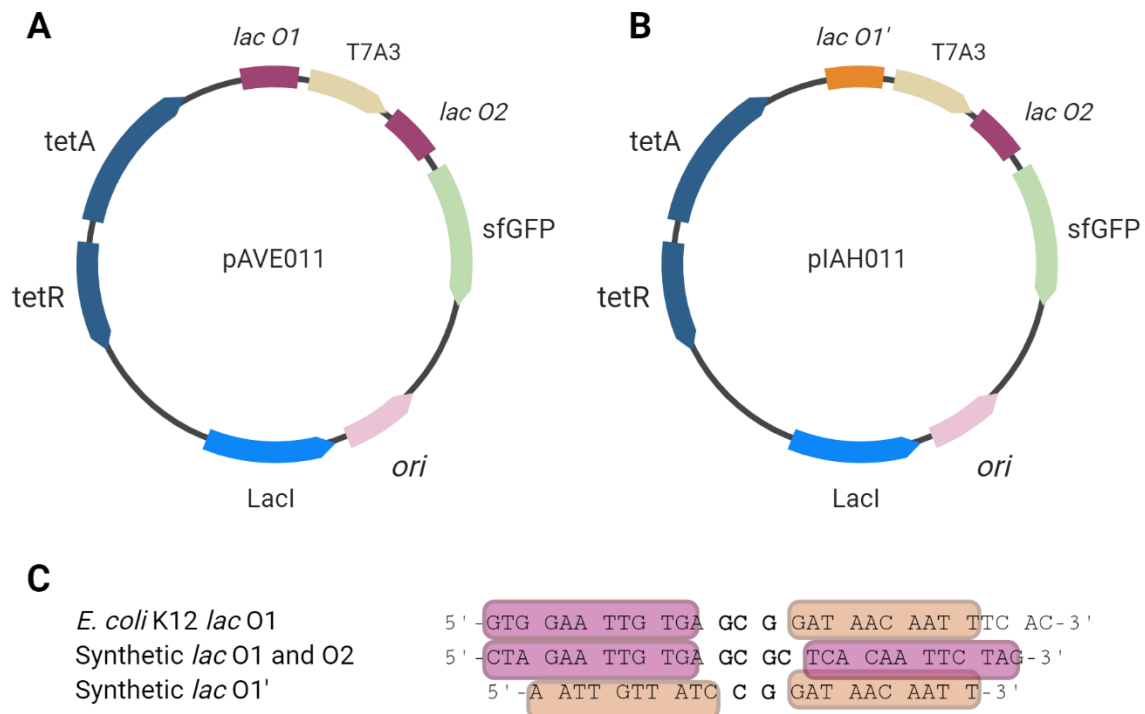 A
lac O1
T7A3
lac O2
tetA
sfGFP
pAVE011
tetR
ori
LacI
B
lac O1'
T7A3
lac O2
tetA
sfGFP
pIAH011
tetR
ori
LacI
C
E. coli K12 lac O1 5'-GTG GAA TTG TGA GCG GAT AAC AAT TTC AC-3'
Synthetic lac O1 and O2 5'-CTA GAA TTG TGA GC GC TCA CAA TTC TAG-3'
Synthetic lac O1' 5'-A ATT GTT ATC C G GAT AAC AAT T-3'